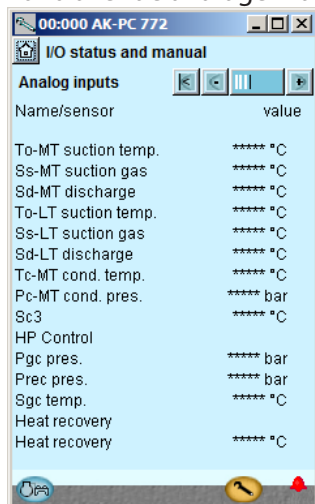 00:000 AK-PC 772
I/O status and manual
Analog inputs
Name/sensor value
To-MT suction temp. ***** °C
Ss-MT suction gas ***** °C
Sd-MT discharge ***** °C
To-LT suction temp. ***** °C
Ss-LT suction gas ***** °C
Sd-LT discharge ***** °C
Tc-MT cond. temp. ***** °C
Pc-MT cond. pres. ***** bar
Sc3 ***** °C
HP Control
Pgc pres. ***** bar
Prec pres. ***** bar
Sgc temp. ***** °C
Heat recovery
Heat recovery ***** °C